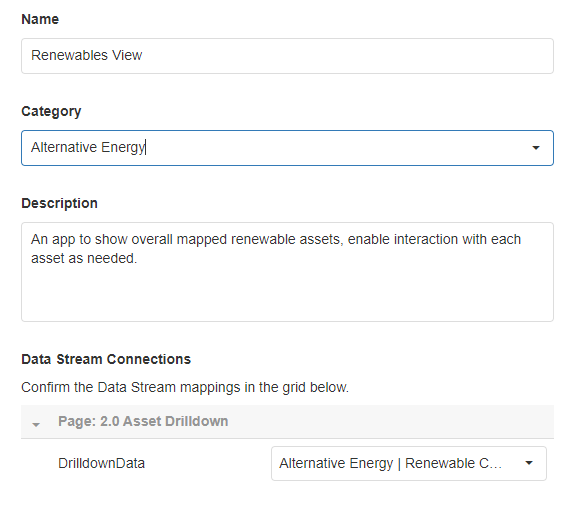 Name
Renewables View
Category
Alternative Energy
Description
An app to show overall mapped renewable assets, enable interaction with each
asset as needed.
Data Stream Connections
Confirm the Data Stream mappings in the grid below.
Page: 2.0 Asset Drilldown
DrilldownData
Alternative Energy | Renewable C...